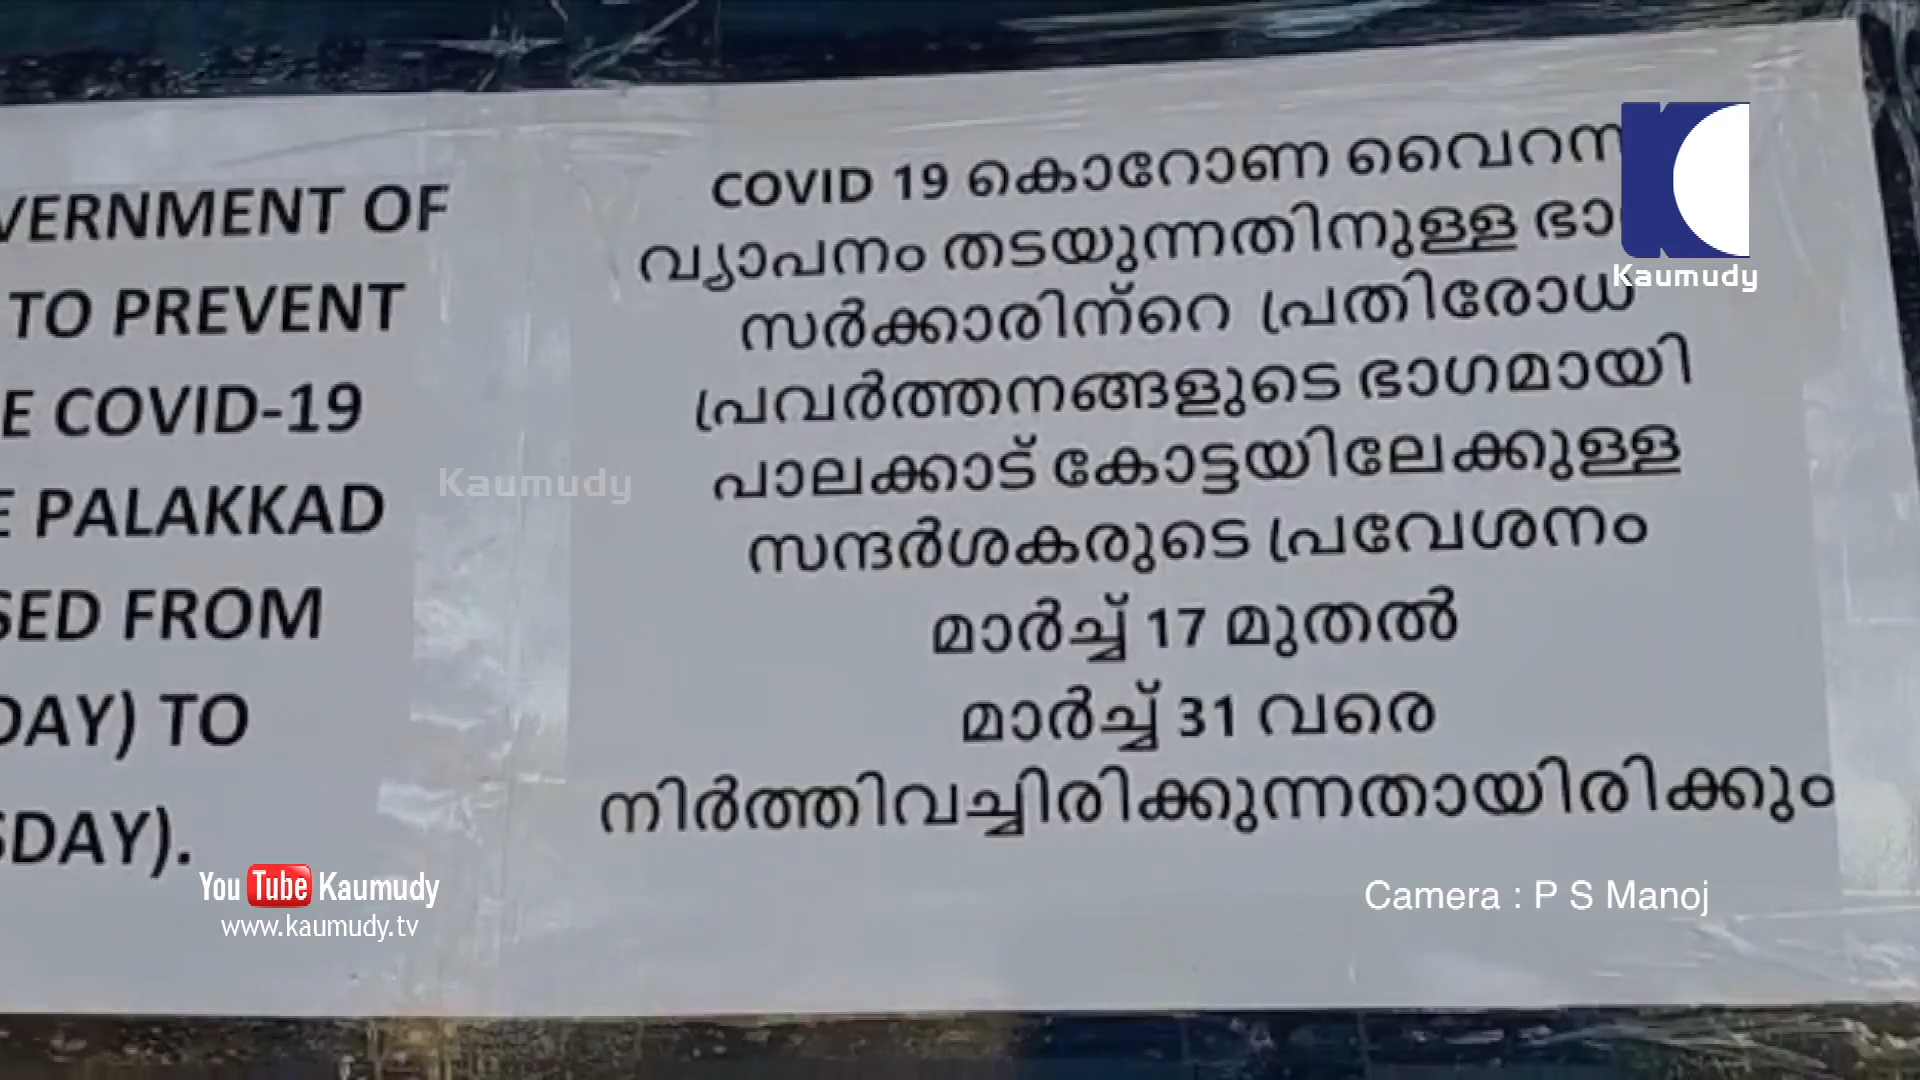 VERNMENT OF
TO PREVENT
E COVID-19
E PALAKKAD
SED FROM
DAY) TO
SDAY).
COVID 19 കൊറോണ
വ്യാപനം തടയുന്നതിനുള്ള
സർക്കാരിന്റെ പ്രതിരോധ
പ്രവർത്തനങ്ങളുടെ ഭാഗമായി
പാലക്കാട് കോട്ടയിലേക്കുള്ള
സന്ദർശകരുടെ പ്രവേശനം
മാർച്ച് 17 മുതൽ
മാർച്ച് 31 വരെ
നിർത്തിവച്ചിരിക്കുന്നതായിരിക്കും
Kaumudy
Kaumudy
You Tube Kaumudy
www.kaumudy.tv
Camera : P S Manoj